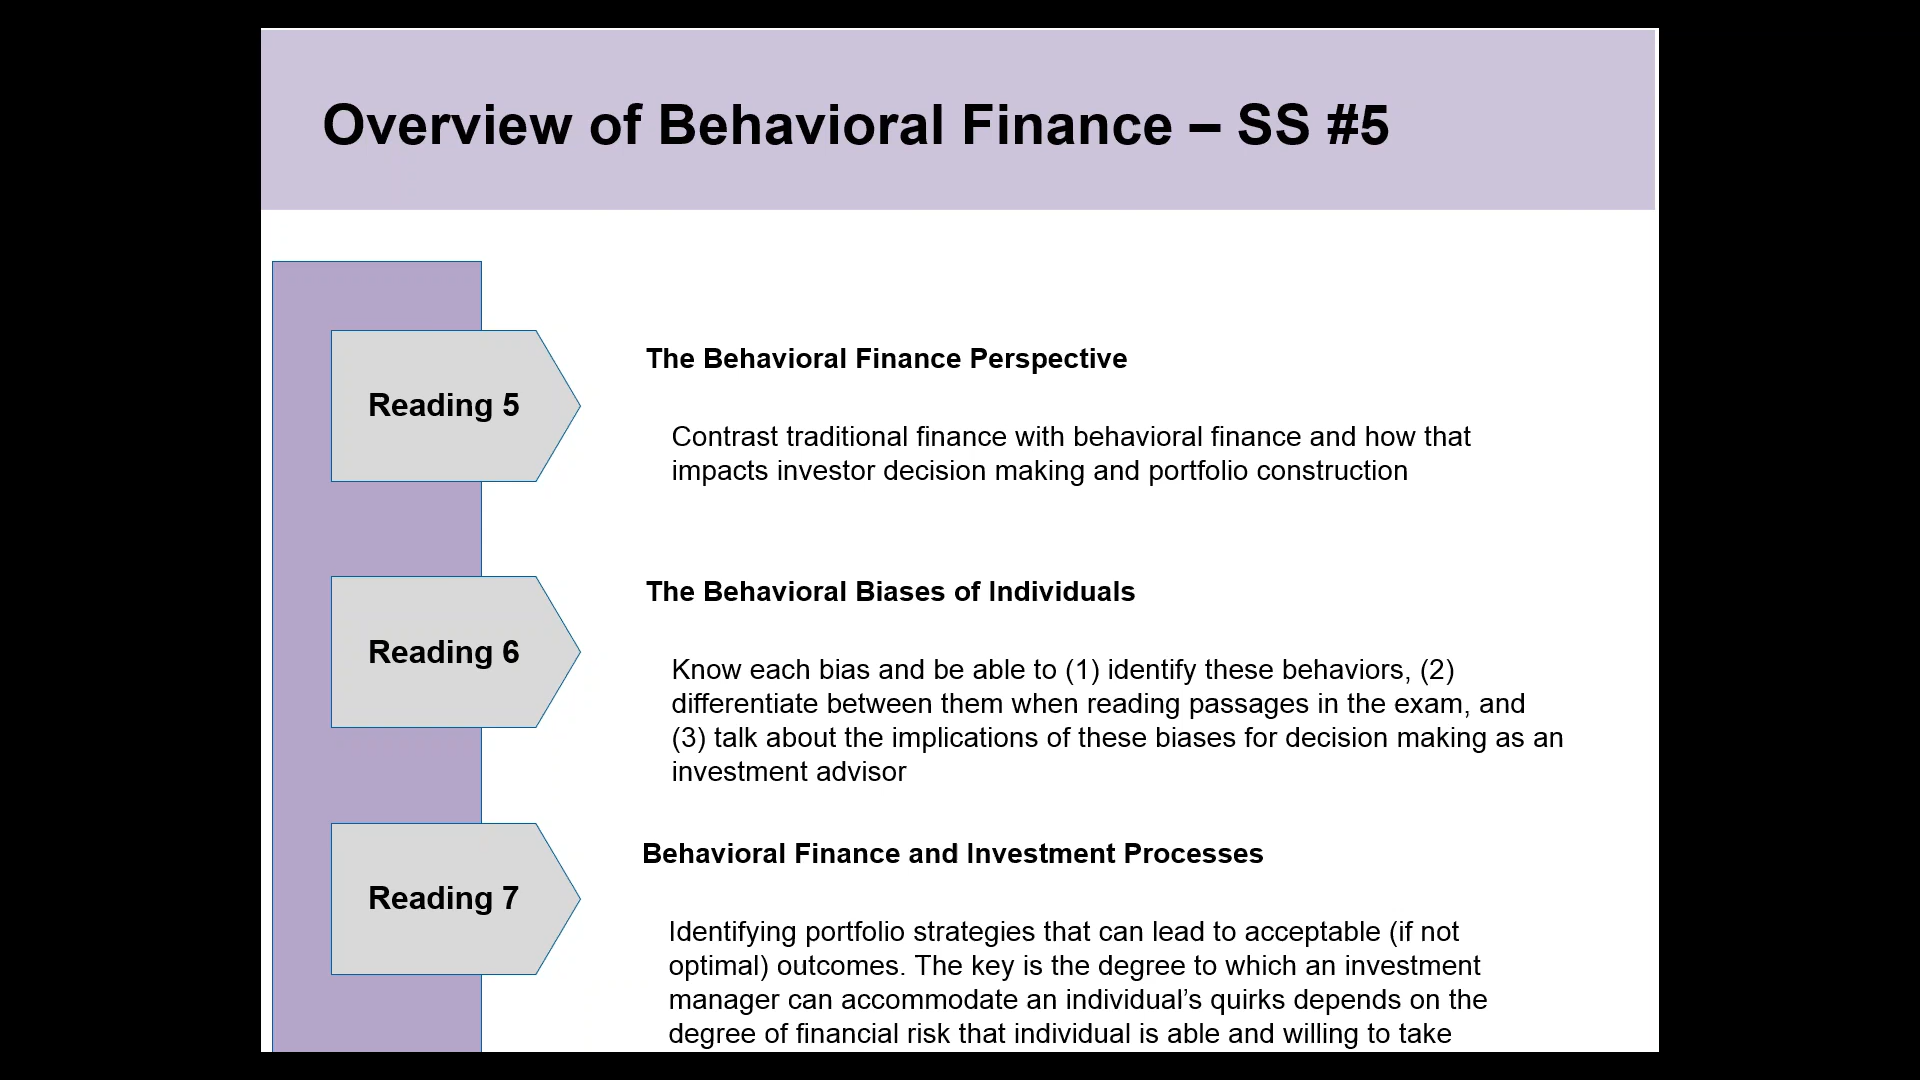 Overview of Behavioral Finance – SS #5
Reading 5
The Behavioral Finance Perspective
Contrast traditional finance with behavioral finance and how that
impacts investor decision making and portfolio construction
Reading 6
The Behavioral Biases of Individuals
Know each bias and be able to (1) identify these behaviors, (2)
differentiate between them when reading passages in the exam, and
(3) talk about the implications of these biases for decision making as an
investment advisor
Reading 7
Behavioral Finance and Investment Processes
Identifying portfolio strategies that can lead to acceptable (if not
optimal) outcomes. The key is the degree to which an investment
manager can accommodate an individual’s quirks depends on the
degree of financial risk that individual is able and willing to take